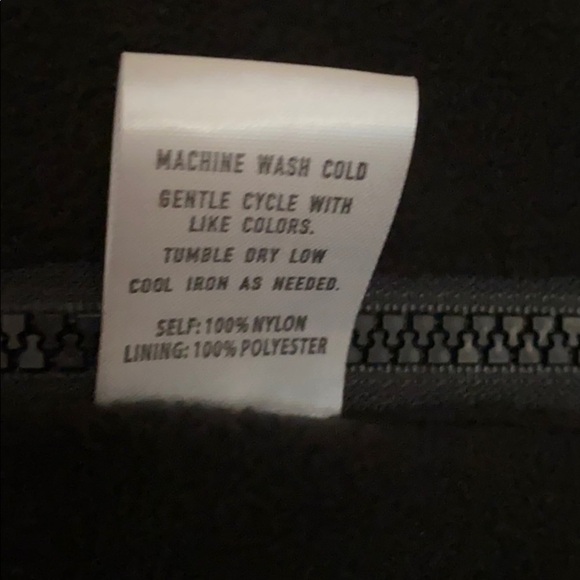 MACHINE WASH COLD
GENTLE CYCLE WITH
LIKE COLORS.
TUMBLE DRY LOW
COOL IRON AS NEEDED.
SELF: 100% NYLON
LINING: 100% POLYESTER